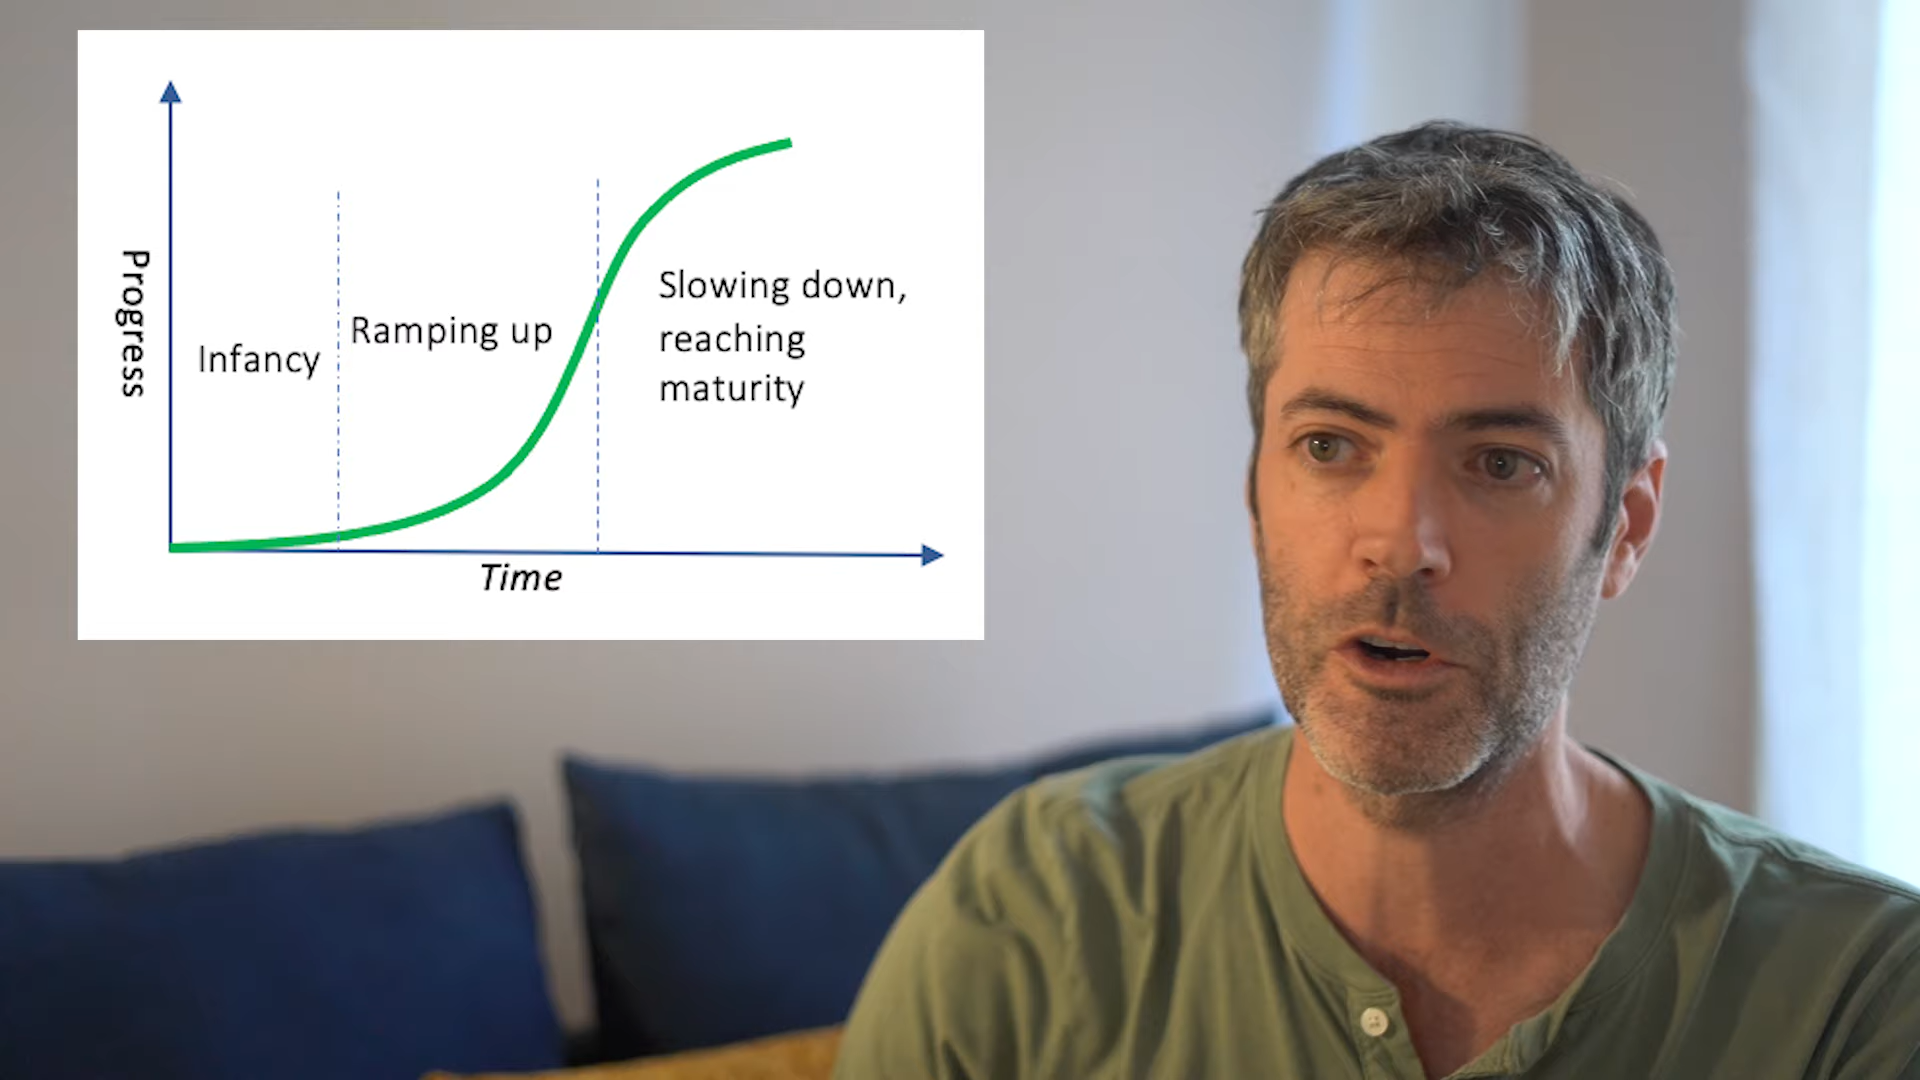 Progress
Infancy
Ramping up
Slowing down,
reaching
maturity
Time